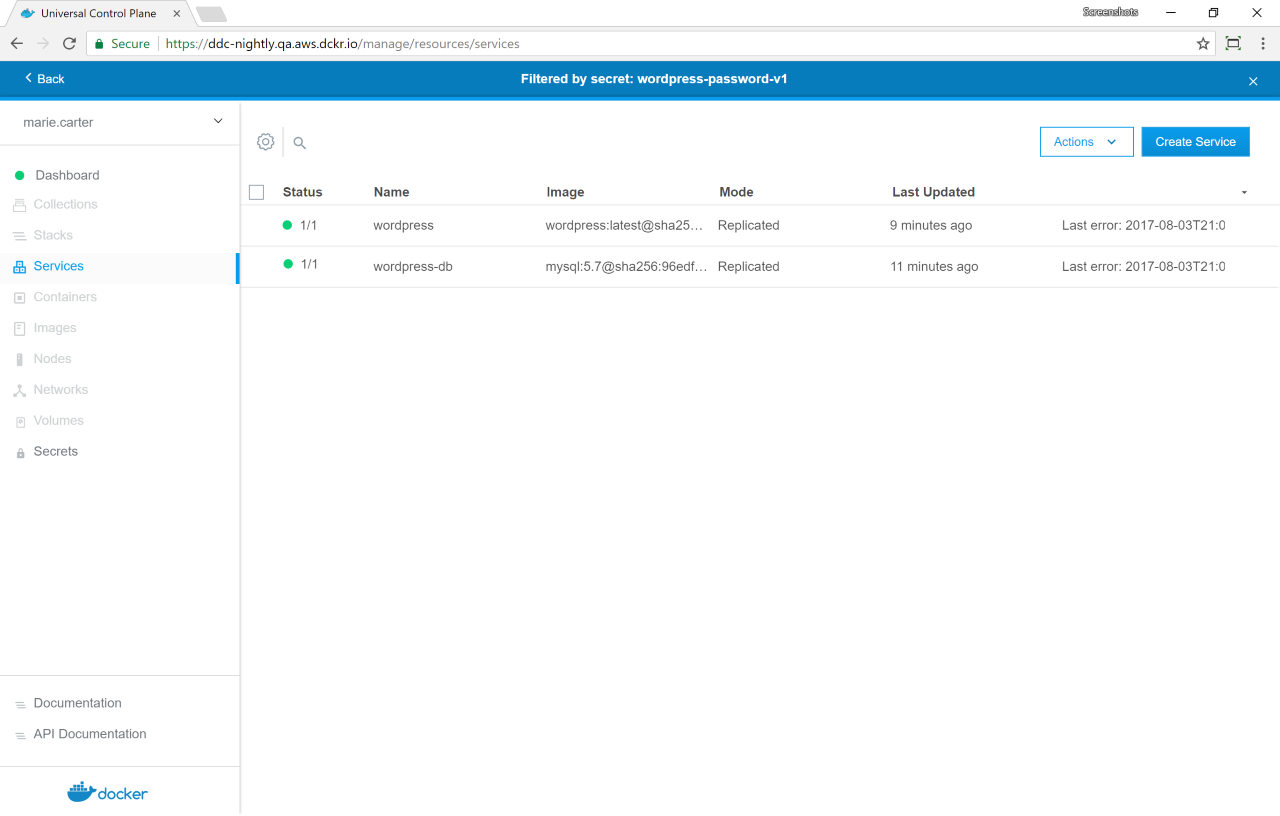 Universal Control Plane
Screenshots
Secure https://ddc-nightly.qa.aws.dckr.io/manage/resources/services
Back Filtered by secret: wordpress-password-v1
marie.carter
Dashboard
Collections
Stacks
Services
Containers
Images
Nodes
Networks
Volumes
Secrets
Documentation
API Documentation
docker
Actions Create Service
Status Name Image Mode Last Updated
1/1 wordpress wordpress:latest@sha25... Replicated 9 minutes ago Last error: 2017-08-03T21:0
1/1 wordpress-db mysql:5.7@sha256:96edf... Replicated 11 minutes ago Last error: 2017-08-03T21:0